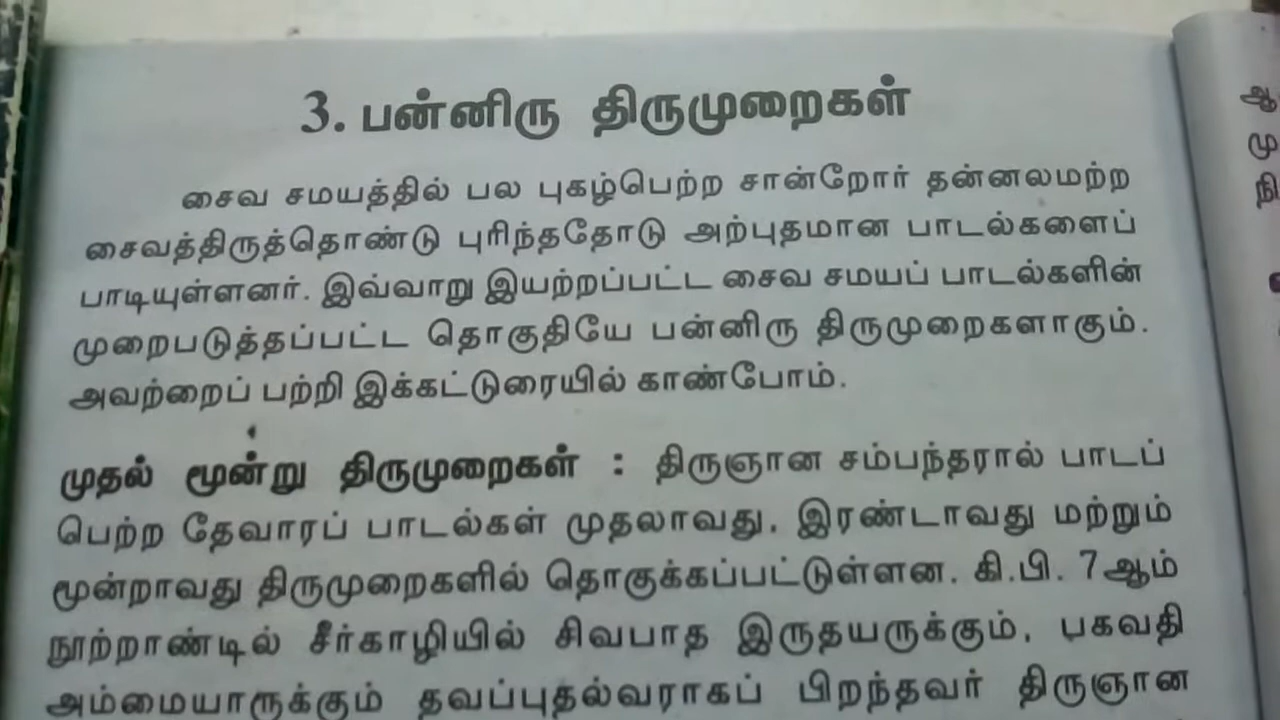 3. பன்னிரு திருமுறைகள்
சைவ சமயத்தில் பல புகழ்பெற்ற சான்றோர் தன்னலமற்ற
சைவத்திருத்தொண்டு புரிந்ததோடு அற்புதமான பாடல்களைப்
பாடியுள்ளனர். இவ்வாறு இயற்றப்பட்ட சைவ சமயப் பாடல்களின்
முறைபடுத்தப்பட்ட தொகுதியே பன்னிரு திருமுறைகளாகும்.
அவற்றைப் பற்றி இக்கட்டுரையில் காண்போம்.
முதல் மூன்று திருமுறைகள் : திருஞான சம்பந்தரால் பாடப்
பெற்ற தேவாரப் பாடல்கள் முதலாவது, இரண்டாவது மற்றும்
மூன்றாவது திருமுறைகளில் தொகுக்கப்பட்டுள்ளன. கி.பி. 7ஆம்
நூற்றாண்டில் சீர்காழியில் சிவபாத இருதயருக்கும், பகவதி
அம்மையாருக்கும் தவப்புதல்வராகப் பிறந்தவர் திருஞான
ஆ
மு
நி